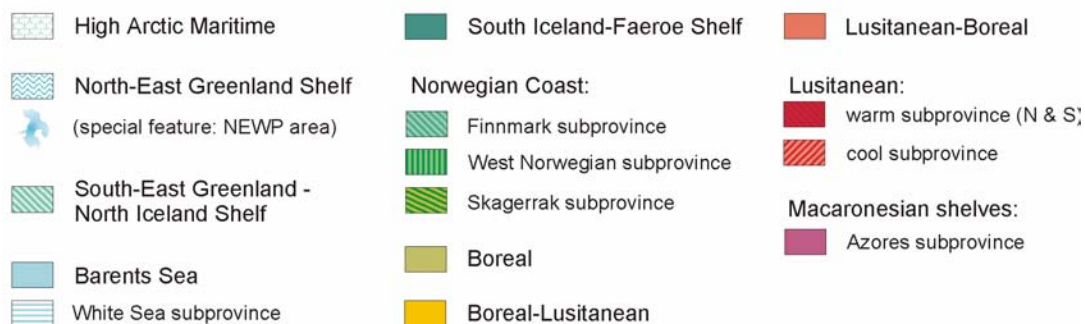 High Arctic Maritime
North-East Greenland Shelf
(special feature: NEWP area)
South-East Greenland -
North Iceland Shelf
Barents Sea
White Sea subprovince
South Iceland-Faeroe Shelf
Norwegian Coast:
Finnmark subprovince
West Norwegian subprovince
Skagerrak subprovince
Boreal
Boreal-Lusitanean
Lusitanean-Boreal
Lusitanean:
warm subprovince (N & S)
cool subprovince
Macaronesian shelves:
Azores subprovince